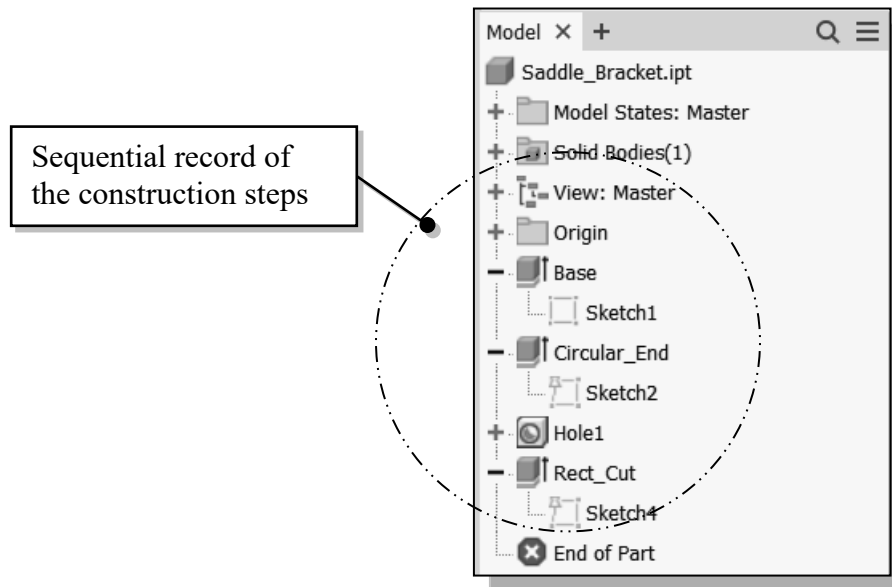 Model
Saddle_Bracket.ipt
Model States: Master
Solid Bodies(1)
View: Master
Origin
Base
Sketch1
Circular_End
Sketch2
Hole1
Rect_Cut
Sketch4
End of Part
Sequential record of
the construction steps